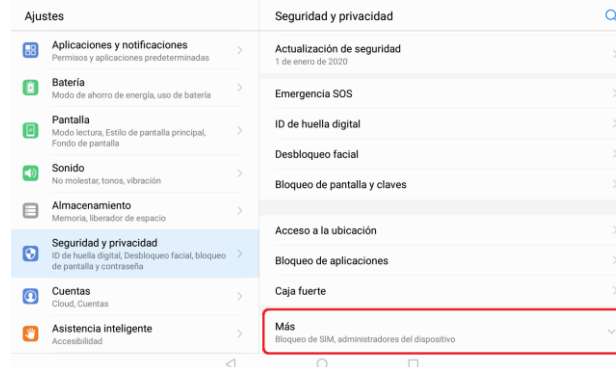 Ajustes
Aplicaciones y notificaciones
Permisos y aplicaciones predeterminadas
Batería
Modo de ahorro de energía, uso de batería
Pantalla
Modo lectura, Estilo de pantalla principal,
Fondo de pantalla
Sonido
No molestar, tonos, vibración
Almacenamiento
Memoria, liberador de espacio
Seguridad y privacidad
ID de huella digital, Desbloqueo facial, bloqueo
de pantalla y contraseña
Cuentas
Cloud, Cuentas
Asistencia inteligente
Accesibilidad
Seguridad y privacidad
Actualización de seguridad
1 de enero de 2020
Emergencia SOS
ID de huella digital
Desbloqueo facial
Bloqueo de pantalla y claves
Acceso a la ubicación
Bloqueo de aplicaciones
Caja fuerte
Más
Bloqueo de SIM, administradores del dispositivo